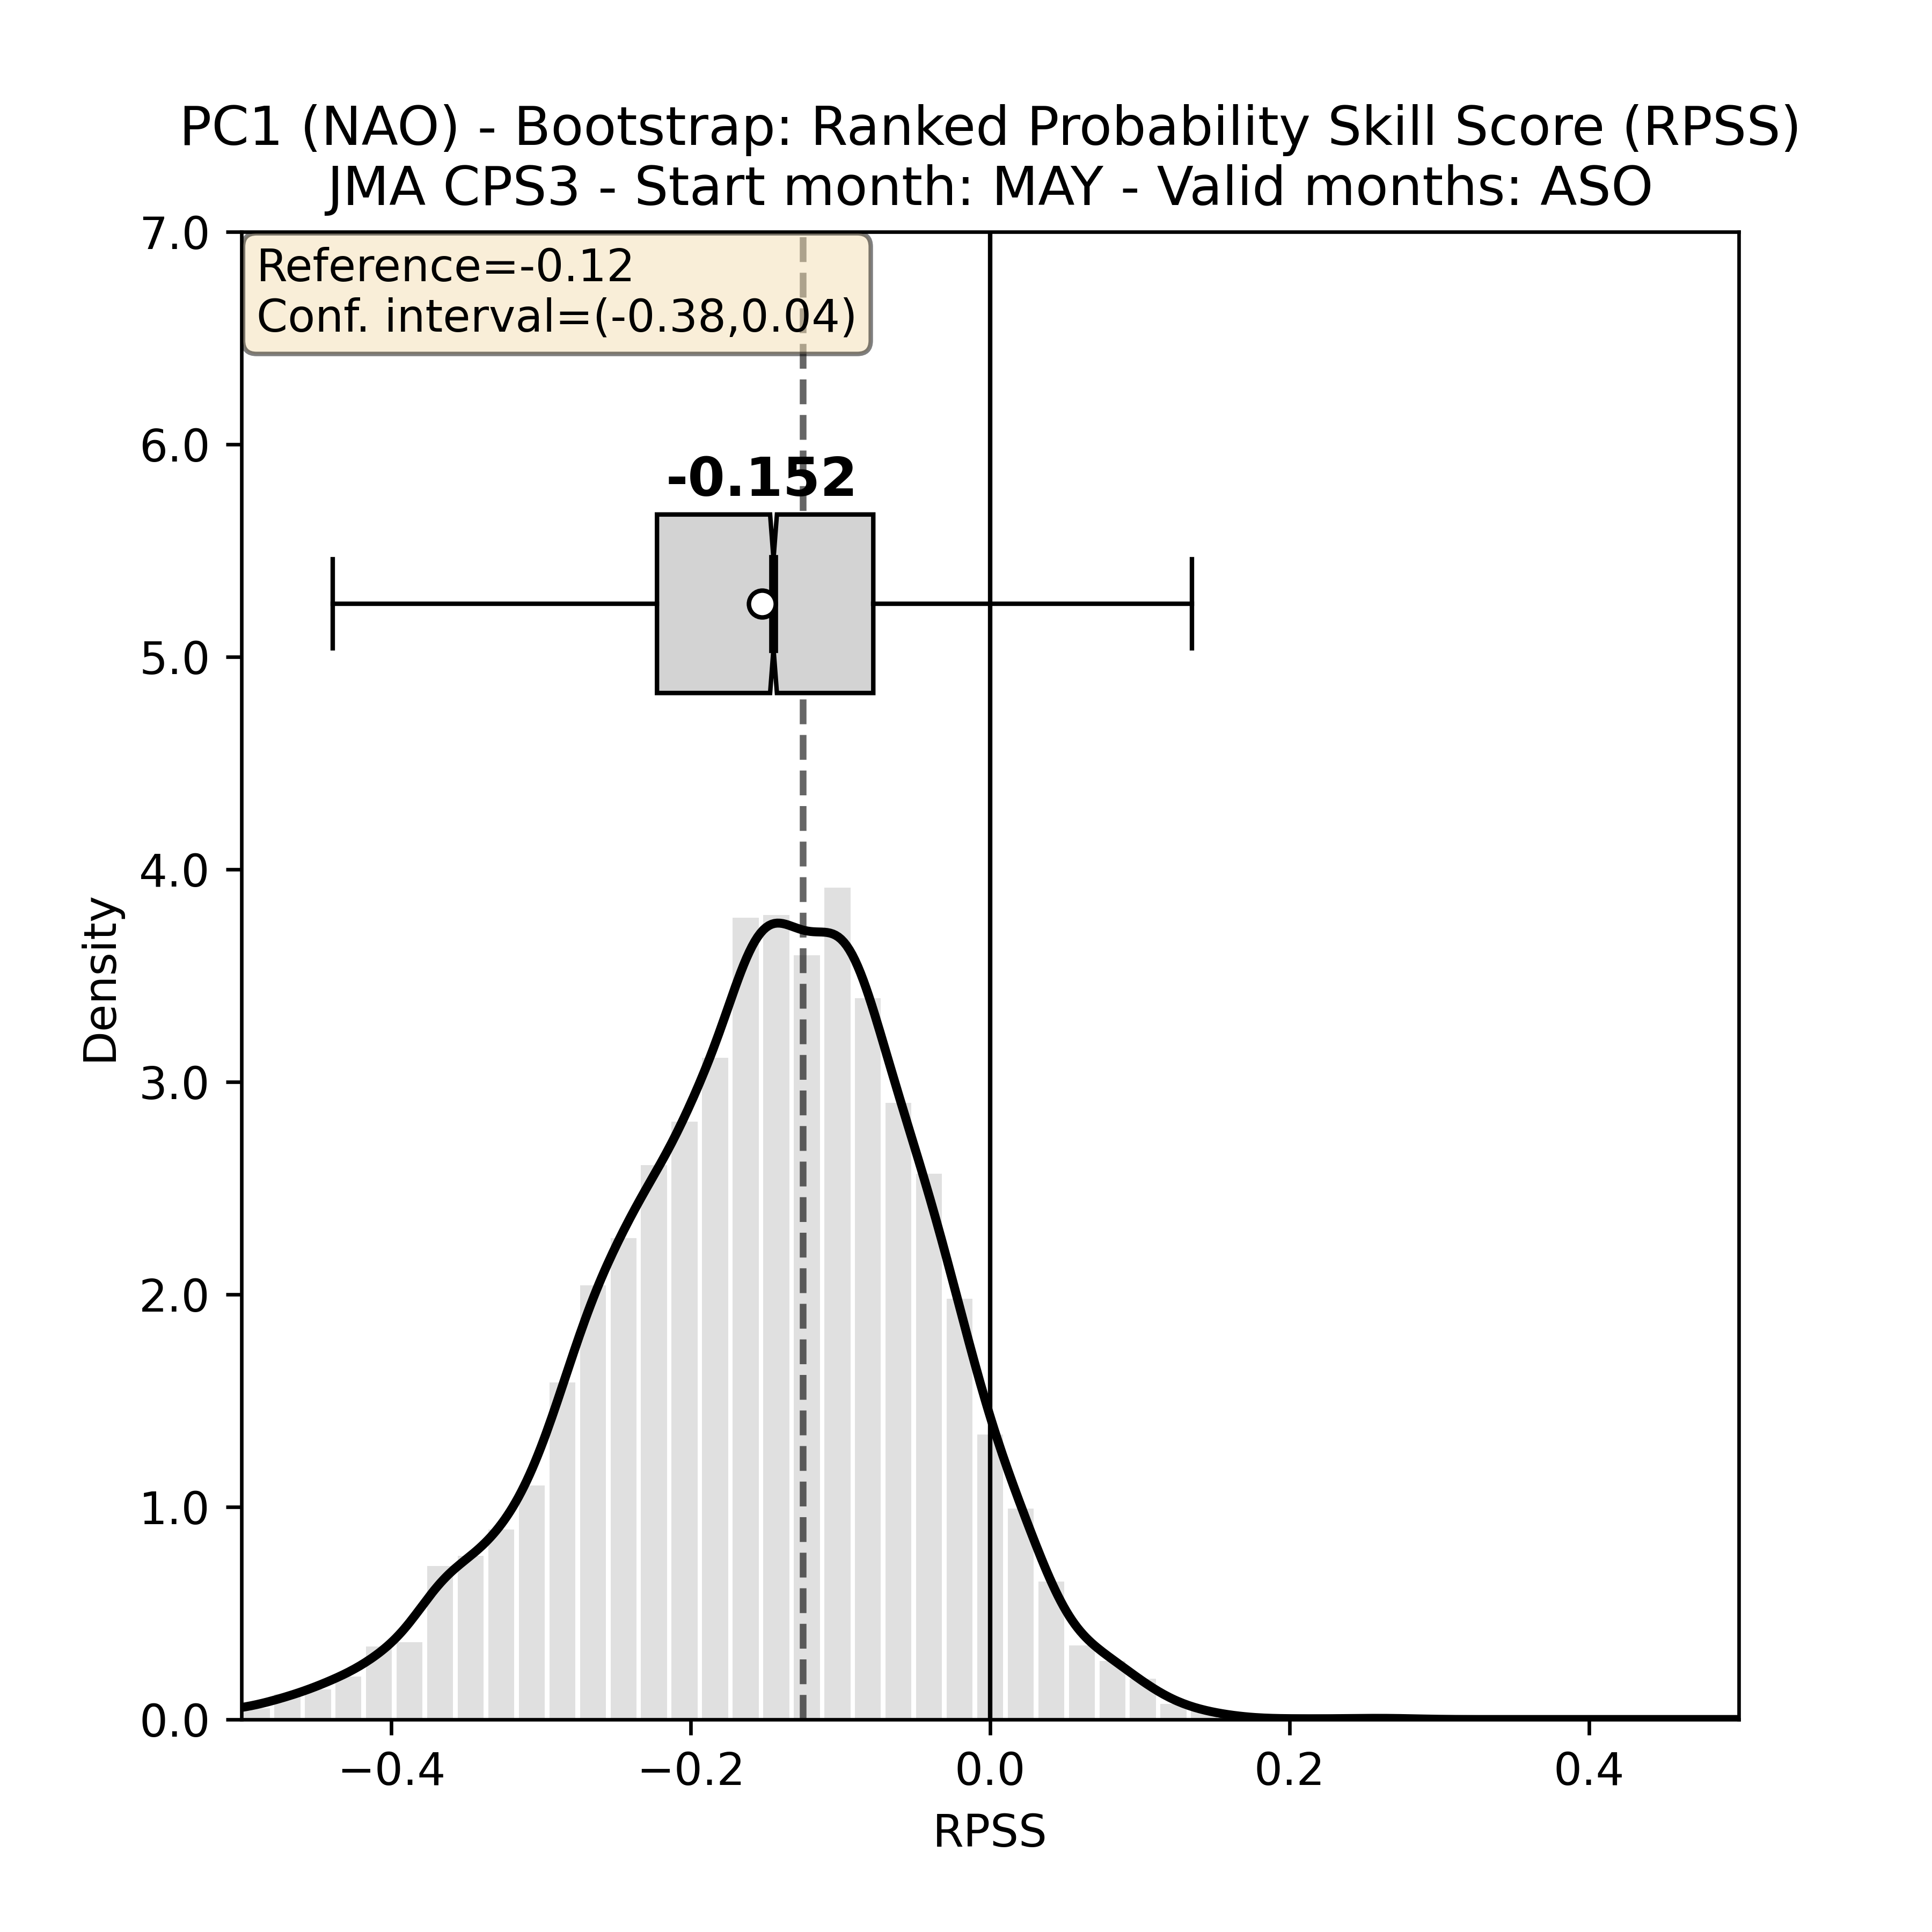 PC1 (NAO) - Bootstrap: Ranked Probability Skill Score (RPSS)
JMA CPS3 - Start month: MAY - Valid months: ASO
Reference=-0.12
Conf. interval=(-0.38,0.04)
-0.152
7.0
6.0
5.0
4.0
3.0
2.0
1.0
0.0
Density
−0.4
−0.2
0.0
0.2
0.4
RPSS